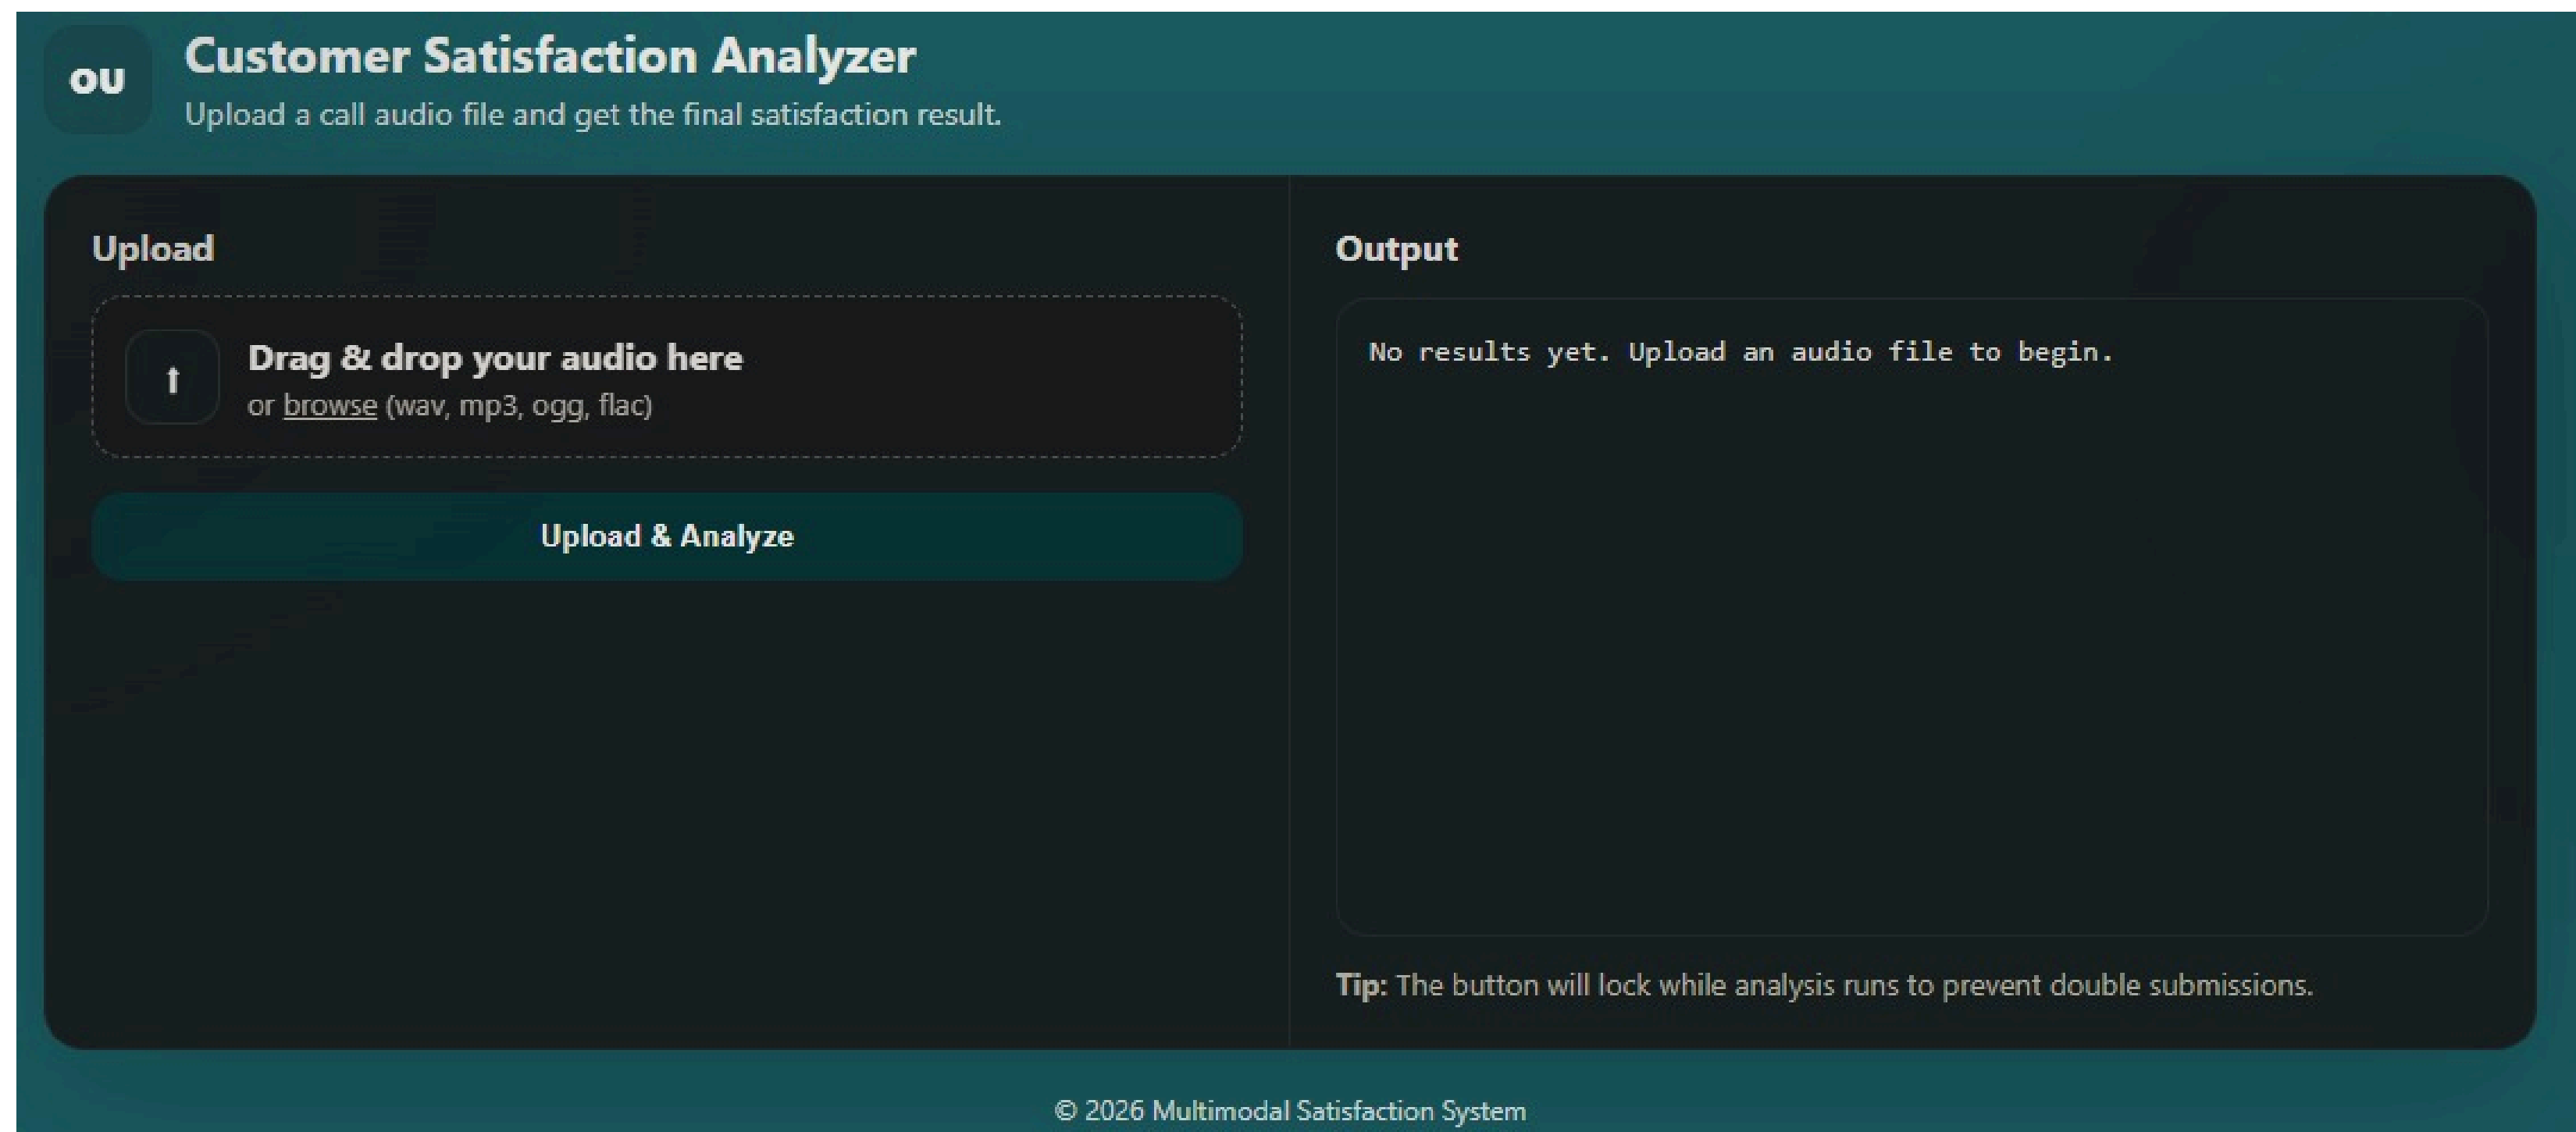 OU
Customer Satisfaction Analyzer
Upload a call audio file and get the final satisfaction result.
Upload
Drag & drop your audio here
or browse (wav, mp3, ogg, flac)
Upload & Analyze
Output
No results yet. Upload an audio file to begin.
Tip: The button will lock while analysis runs to prevent double submissions.
© 2026 Multimodal Satisfaction System